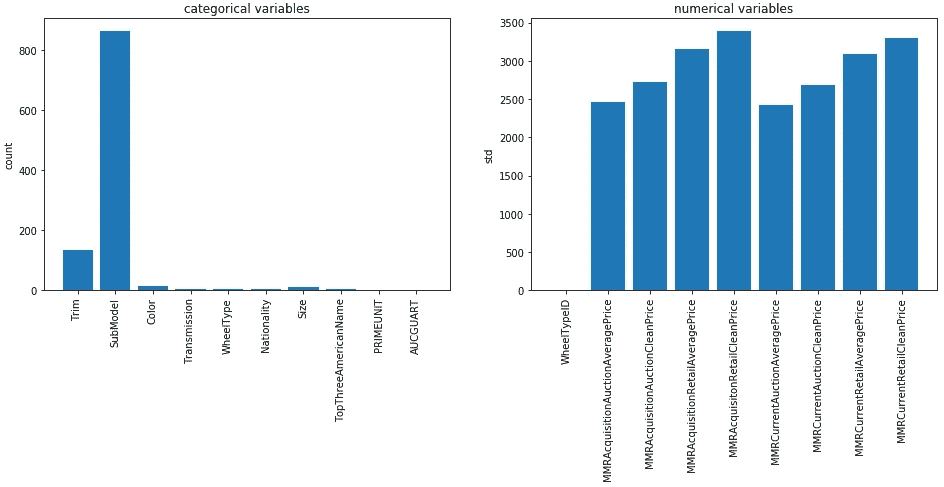 categorical variables
count
800
600
400
200
0
Trim
SubModel
Color
Transmission
WheelType
Nationality
Size
TopThreeAmericanName
PRIMEUNIT
AUCGUART
numerical variables
std
3500
3000
2500
2000
1500
1000
500
0
WheelTypeID
MMRAcquisitionAuctionAveragePrice
MMRAcquisitionAuctionCleanPrice
MMRAcquisitionRetailAveragePrice
MMRAcquisitonRetailCleanPrice
MMRCurrentAuctionAveragePrice
MMRCurrentAuctionCleanPrice
MMRCurrentRetailAveragePrice
MMRCurrentRetailCleanPrice